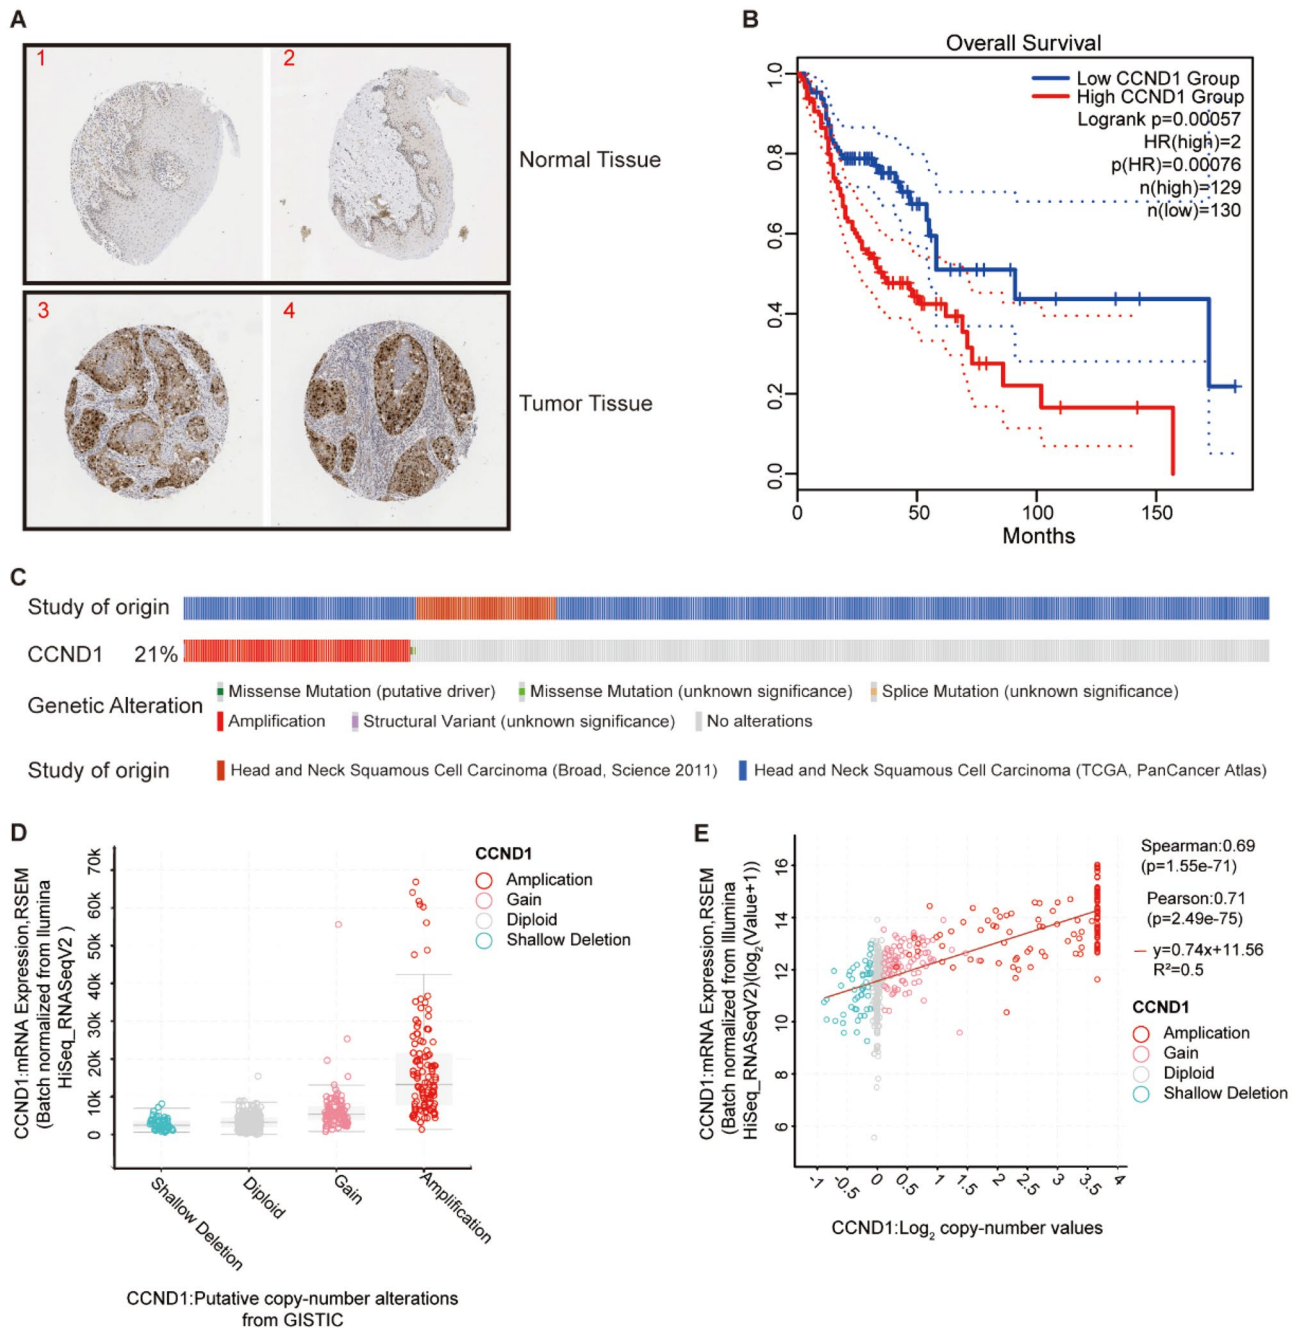 A
1
2
Normal Tissue
3
4
Tumor Tissue
B
Overall Survival
Low CCND1 Group
High CCND1 Group
Logrank p=0.00057
HR(high)=2
p(HR)=0.00076
n(high)=129
n(low)=130
1.0
0.8
0.6
0.4
0.2
0.0
0
50
100
150
Months
C
Study of origin
CCND1 21%
Genetic Alteration
Missense Mutation (putative driver)
Missense Mutation (unknown significance)
Splice Mutation (unknown significance)
Amplification
Structural Variant (unknown significance)
No alterations
Study of origin
Head and Neck Squamous Cell Carcinoma (Broad, Science 2011)
Head and Neck Squamous Cell Carcinoma (TCGA, PanCancer Atlas)
D
CCND1:mRNA Expression,RSEM
(Batch normalized from Illumina
HiSeq_RNASeqV2 )
70k
60k
50k
40k
30k
20k
10k
0
Shallow Deletion
Diploid
Gain
Amplification
CCND1:Putative copy-number alterations
from GISTIC
CCND1
Amplication
Gain
Diploid
Shallow Deletion
E
CCND1:mRNA Expression,RSEM
(Batch normalized from Illumina
HiSeq_RNASeqV2)(log2(Value+1))
16
14
12
10
8
6
-1
-0.5
0
0.5
1
1.5
2
2.5
3
3.5
4
CCND1:Log2 copy-number values
Spearman:0.69
(p=1.55e-71)
Pearson:0.71
(p=2.49e-75)
y=0.74x+11.56
R²=0.5
CCND1
Amplication
Gain
Diploid
Shallow Deletion